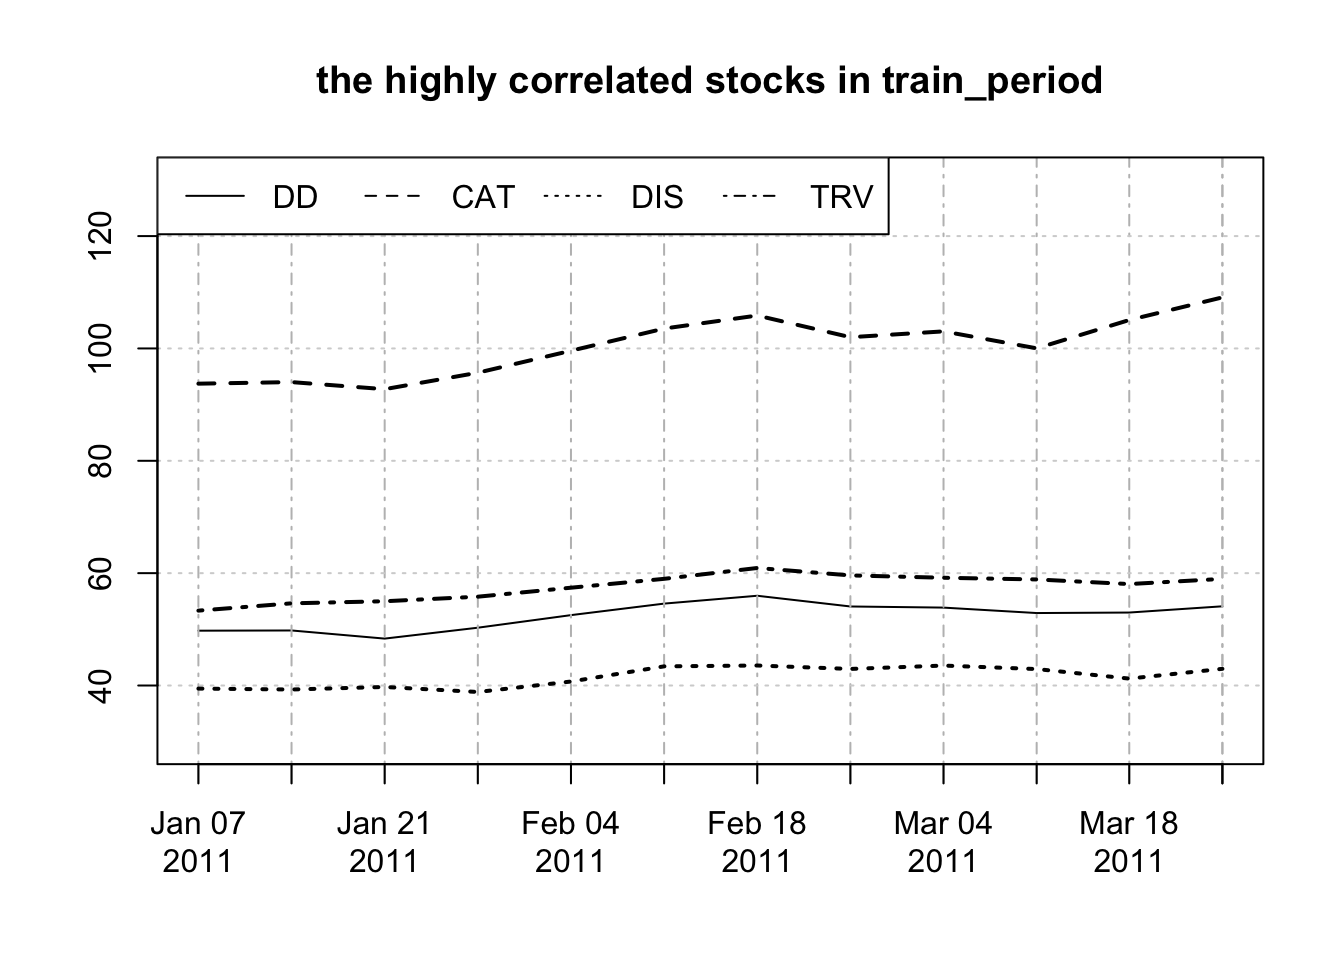 the highly correlated stocks in train_period
DD CAT DIS TRV
120
100
80
60
40
Jan 07 2011
Jan 21 2011
Feb 04 2011
Feb 18 2011
Mar 04 2011
Mar 18 2011